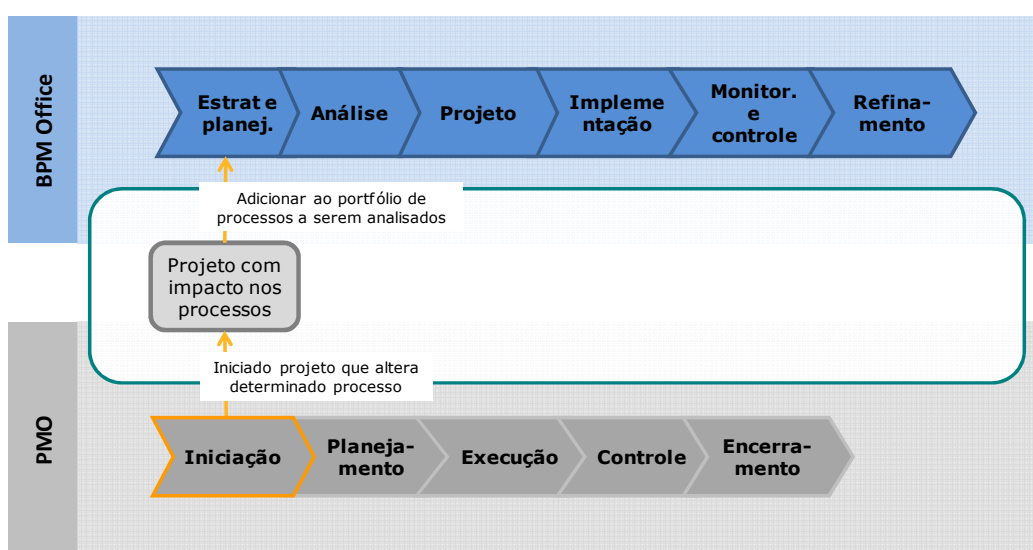 BPM Office
Estrat e
planej.
Análise
Projeto
Impleme
ntação
Monitor.
e
controle
Refina-
mento
Adicionar ao portfólio de
processos a serem analisados
Projeto com
impacto nos
processos
Iniciado projeto que altera
determinado processo
PMO
Iniciação
Planeja-
mento
Execução
Controle
Encerra-
mento